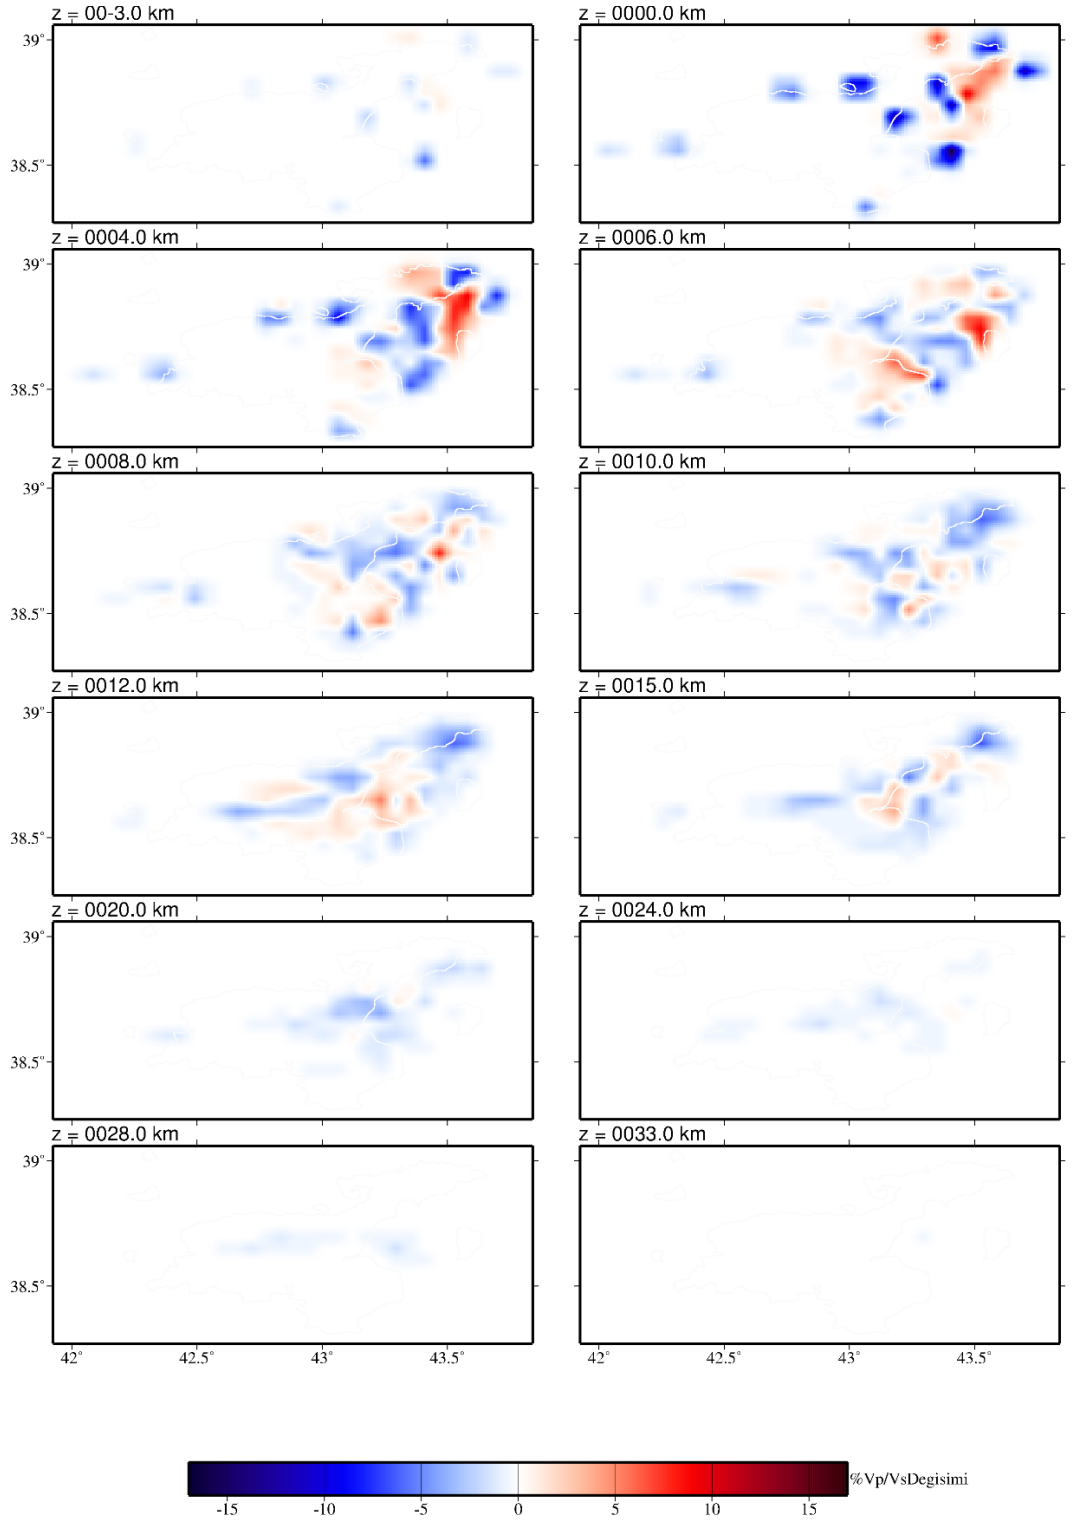 z = 00-3.0 km
z = 0000.0 km
39°
38.5°
z = 0004.0 km
z = 0006.0 km
39°
38.5°
z = 0008.0 km
z = 0010.0 km
39°
38.5°
z = 0012.0 km
z = 0015.0 km
39°
38.5°
z = 0020.0 km
z = 0024.0 km
39°
38.5°
z = 0028.0 km
z = 0033.0 km
39°
38.5°
42° 42.5° 43° 43.5° 42° 42.5° 43° 43.5°
%Vp/VsDegisimi
-15 -10 -5 0 5 10 15